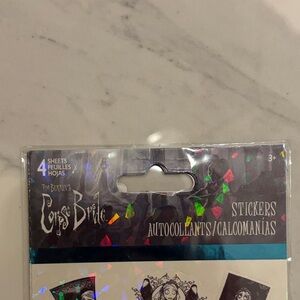 4 SHEETS
FEUILLES
HOJAS
3+
TIM BURTON'S
Corpse Bride
STICKERS
AUTOCOLLANTS/CALCOMANÍAS